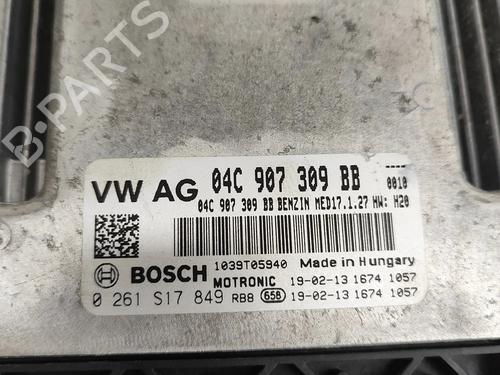 B-PARTS
VW AG 04C 907 309 BB 0010
04C 907 309 BB BENZIN MED17.1.27 HW: H20
BOSCH 1039T05940 Made in Hungary
MOTRONIC 19-02-13 1674 1057
0 261 S17 849 RBB 658 19-02-13 1674 1057